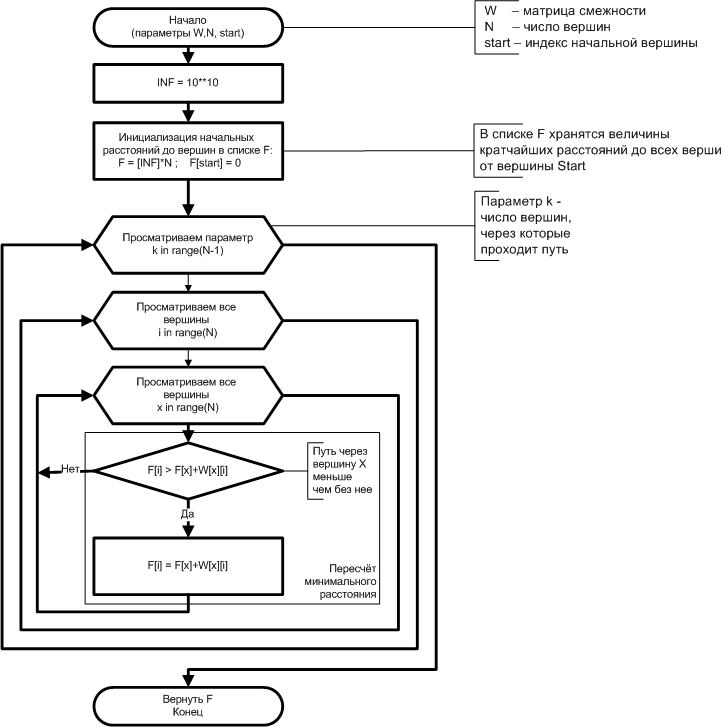 Начало
(параметры W,N, start)
W – матрица смежности
N – число вершин
start – индекс начальной вершины
INF = 10**10
Инициализация начальных
расстояний до вершин в списке F:
F = [INF]*N ; F[start] = 0
В списке F хранятся величины
кратчайших расстояний до всех верши
от вершины Start
Параметр k -
число вершин,
через которые
проходит путь
Просматриваем параметр
k in range(N-1)
Просматриваем все
вершины
i in range(N)
Просматриваем все
вершины
x in range(N)
Нет
F[i] > F[x]+W[x][i]
Путь через
вершину X
меньше
чем без нее
Да
F[i] = F[x]+W[x][i]
Пересчёт
минимального
расстояния
Вернуть F
Конец